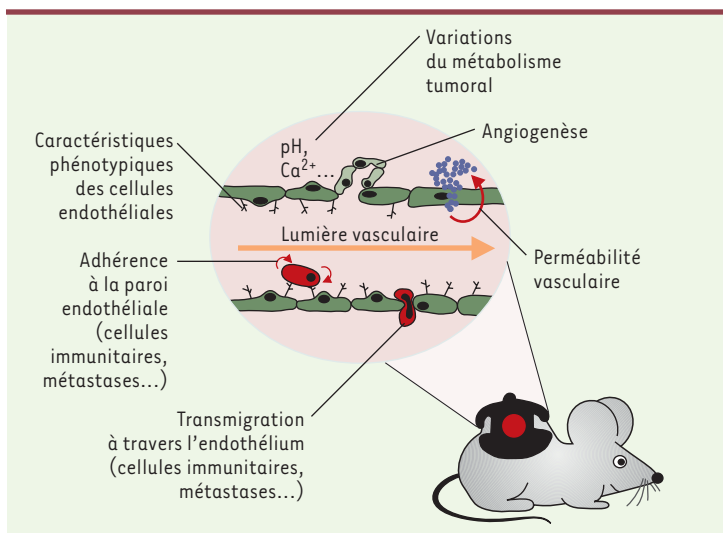 Variations
du métabolisme
tumoral
Angiogenèse
pH,
Ca2+...
Caractéristiques
phénotypiques
des cellules
endothéliales
Lumière vasculaire
Perméabilité
vasculaire
Adhérence
à la paroi
endothéliale
(cellules
immunitaires,
métastases...)
Transmigration
à travers l'endothélium
(cellules immunitaires,
métastases...)